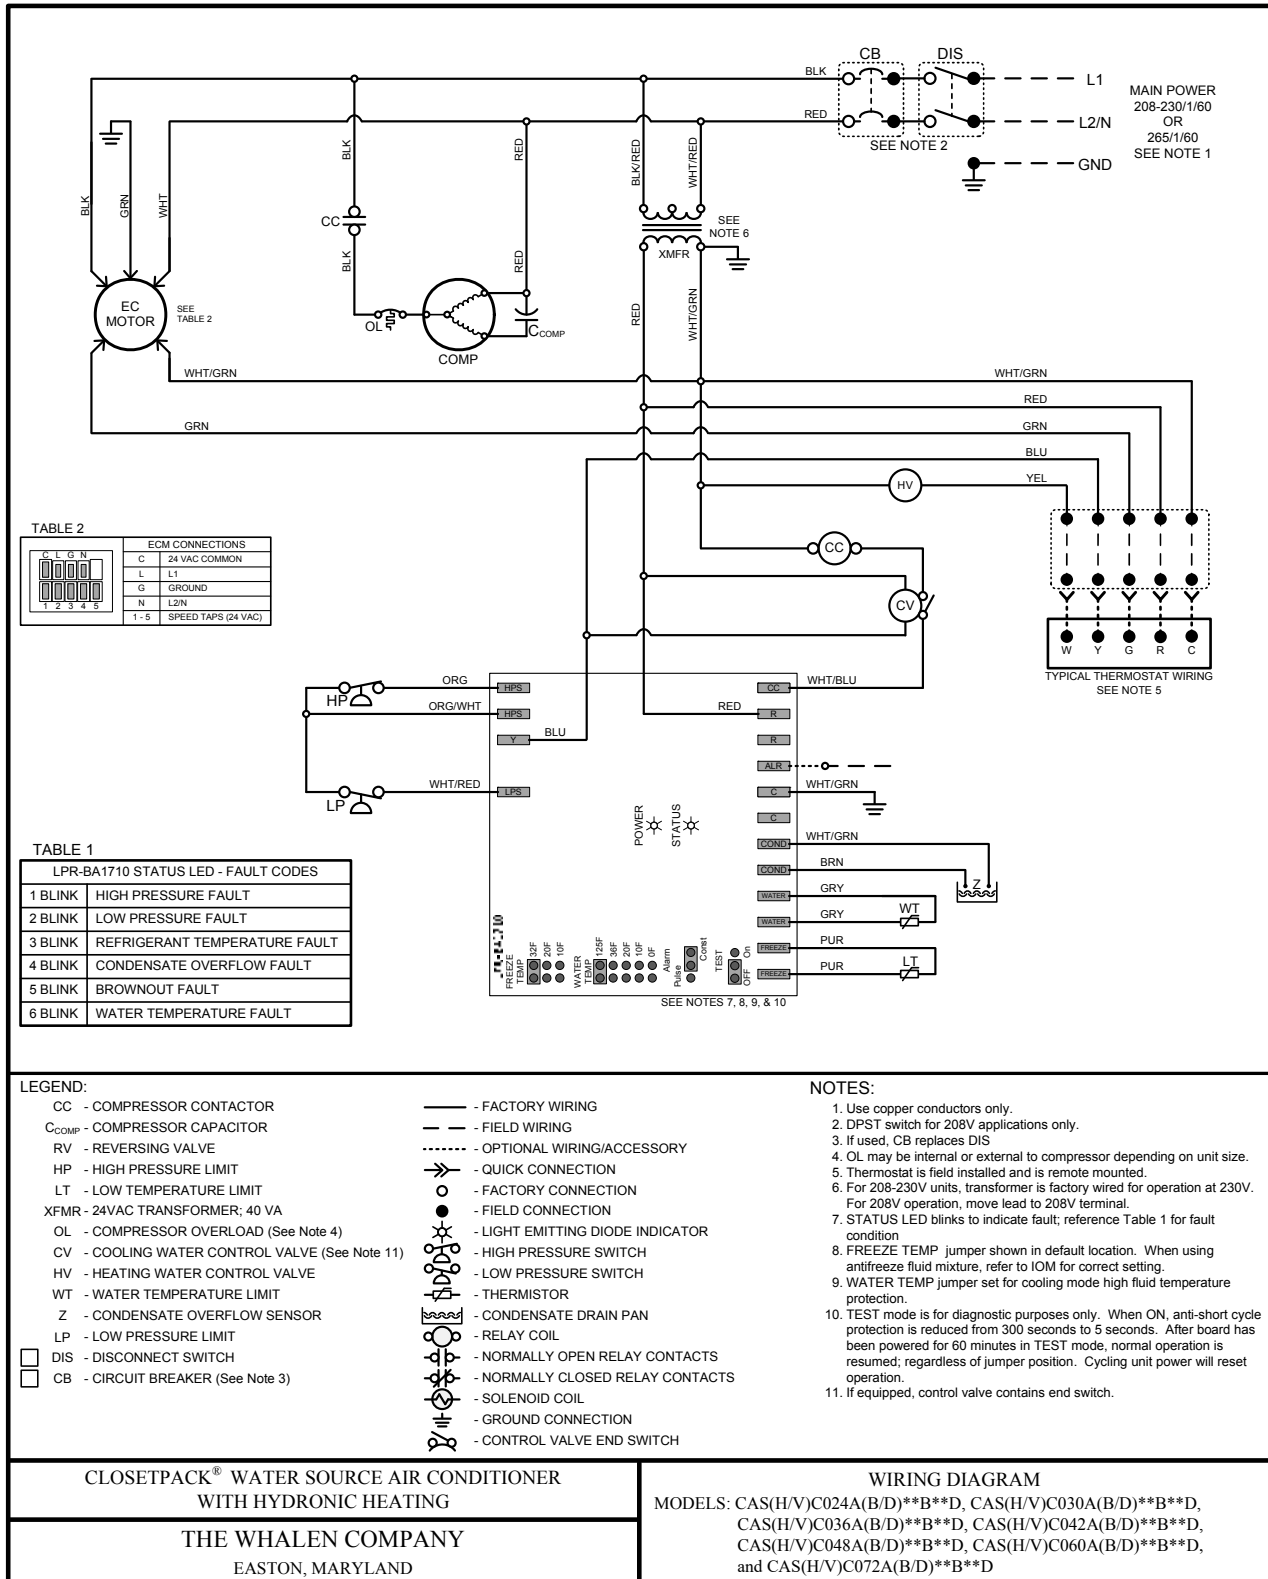 CB
DIS
BLK
L1
RED
L2/N
SEE NOTE 2
GND
MAIN POWER
208-230/1/60
OR
265/1/60
SEE NOTE 1
BLK
GRN
WHT
BLK
RED
BLK/RED
WHT/RED
CC
BLK
RED
SEE
NOTE 6
XMFR
EC
MOTOR
SEE
TABLE 2
OL
COMP
CCOMP
RED
WHT/GRN
WHT/GRN
WHT/GRN
RED
GRN
GRN
BLU
HV
YEL
CC
CV
W Y G R C
TYPICAL THERMOSTAT WIRING
SEE NOTE 5
TABLE 2
C L G N
1 2 3 4 5
ECM CONNECTIONS
C 24 VAC COMMON
L L1
G GROUND
N L2/N
1 - 5 SPEED TAPS (24 VAC)
HP
ORG
HPS
ORG/WHT
HPS
Y
BLU
LP
WHT/RED
LPS
CC
WHT/BLU
RED
R
R
ALR
C
WHT/GRN
C
COND
WHT/GRN
COND
BRN
Z
WATER
GRY
WATER
GRY
WT
FREEZE
PUR
FREEZE
PUR
LT
POWER
STATUS
FREEZE
TEMP
32F
20F
10F
WATER
TEMP
125F
36F
20F
10F
0F
Alarm
Pulse
Const
TEST
OFF
On
SEE NOTES 7, 8, 9, & 10
TABLE 1
LPR-BA1710 STATUS LED - FAULT CODES
1 BLINK HIGH PRESSURE FAULT
2 BLINK LOW PRESSURE FAULT
3 BLINK REFRIGERANT TEMPERATURE FAULT
4 BLINK CONDENSATE OVERFLOW FAULT
5 BLINK BROWNOUT FAULT
6 BLINK WATER TEMPERATURE FAULT
LEGEND:
CC - COMPRESSOR CONTACTOR
CCOMP - COMPRESSOR CAPACITOR
RV - REVERSING VALVE
HP - HIGH PRESSURE LIMIT
LT - LOW TEMPERATURE LIMIT
XFMR - 24VAC TRANSFORMER; 40 VA
OL - COMPRESSOR OVERLOAD (See Note 4)
CV - COOLING WATER CONTROL VALVE (See Note 11)
HV - HEATING WATER CONTROL VALVE
WT - WATER TEMPERATURE LIMIT
Z - CONDENSATE OVERFLOW SENSOR
LP - LOW PRESSURE LIMIT
DIS - DISCONNECT SWITCH
CB - CIRCUIT BREAKER (See Note 3)
- FACTORY WIRING
- FIELD WIRING
- OPTIONAL WIRING/ACCESSORY
- QUICK CONNECTION
- FACTORY CONNECTION
- FIELD CONNECTION
- LIGHT EMITTING DIODE INDICATOR
- HIGH PRESSURE SWITCH
- LOW PRESSURE SWITCH
- THERMISTOR
- CONDENSATE DRAIN PAN
- RELAY COIL
- NORMALLY OPEN RELAY CONTACTS
- NORMALLY CLOSED RELAY CONTACTS
- SOLENOID COIL
- GROUND CONNECTION
- CONTROL VALVE END SWITCH
NOTES:
1. Use copper conductors only.
2. DPST switch for 208V applications only.
3. If used, CB replaces DIS
4. OL may be internal or external to compressor depending on unit size.
5. Thermostat is field installed and is remote mounted.
6. For 208-230V units, transformer is factory wired for operation at 230V.
For 208V operation, move lead to 208V terminal.
7. STATUS LED blinks to indicate fault; reference Table 1 for fault
condition
8. FREEZE TEMP jumper shown in default location. When using
antifreeze fluid mixture, refer to IOM for correct setting.
9. WATER TEMP jumper set for cooling mode high fluid temperature
protection.
10. TEST mode is for diagnostic purposes only. When ON, anti-short cycle
protection is reduced from 300 seconds to 5 seconds. After board has
been powered for 60 minutes in TEST mode, normal operation is
resumed; regardless of jumper position. Cycling unit power will reset
operation.
11. If equipped, control valve contains end switch.
CLOSETPACK® WATER SOURCE AIR CONDITIONER
WITH HYDRONIC HEATING
THE WHALEN COMPANY
EASTON, MARYLAND
WIRING DIAGRAM
MODELS: CAS(H/V)C024A(B/D)**B**D, CAS(H/V)C030A(B/D)**B**D,
CAS(H/V)C036A(B/D)**B**D, CAS(H/V)C042A(B/D)**B**D,
CAS(H/V)C048A(B/D)**B**D, CAS(H/V)C060A(B/D)**B**D,
and CAS(H/V)C072A(B/D)**B**D